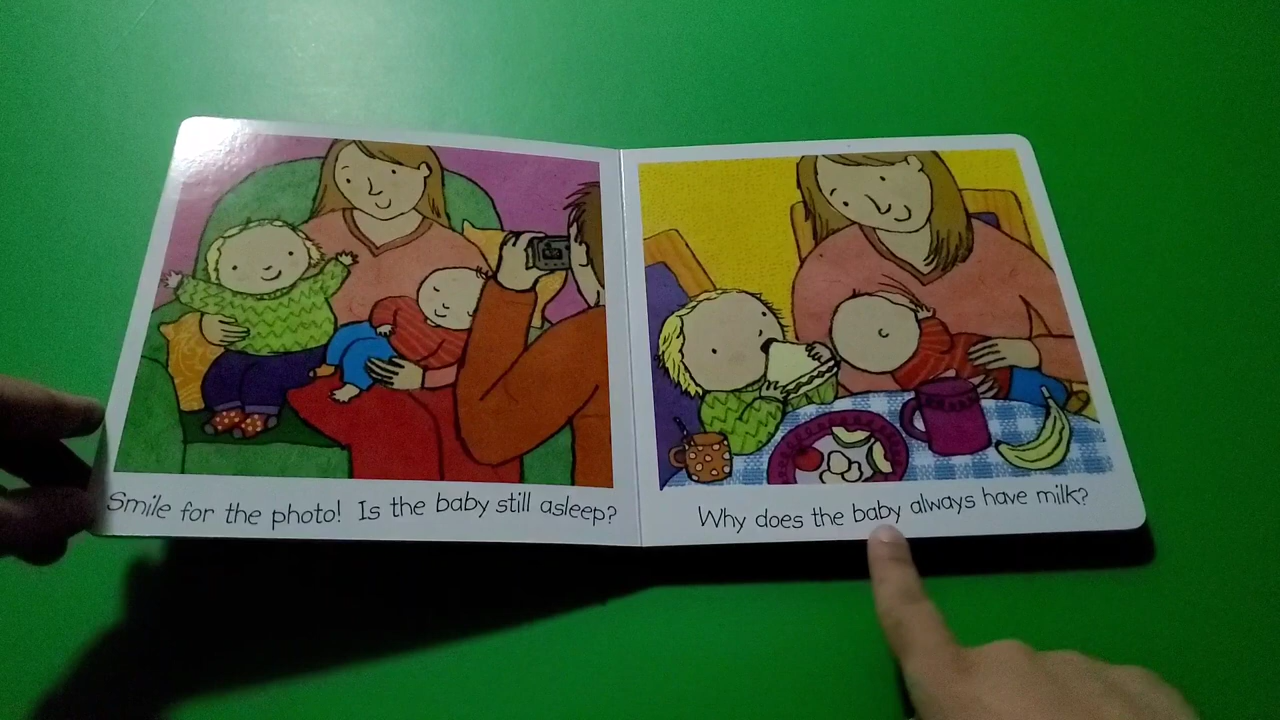 Smile for the photo! Is the baby still asleep?
Why does the baby always have milk?